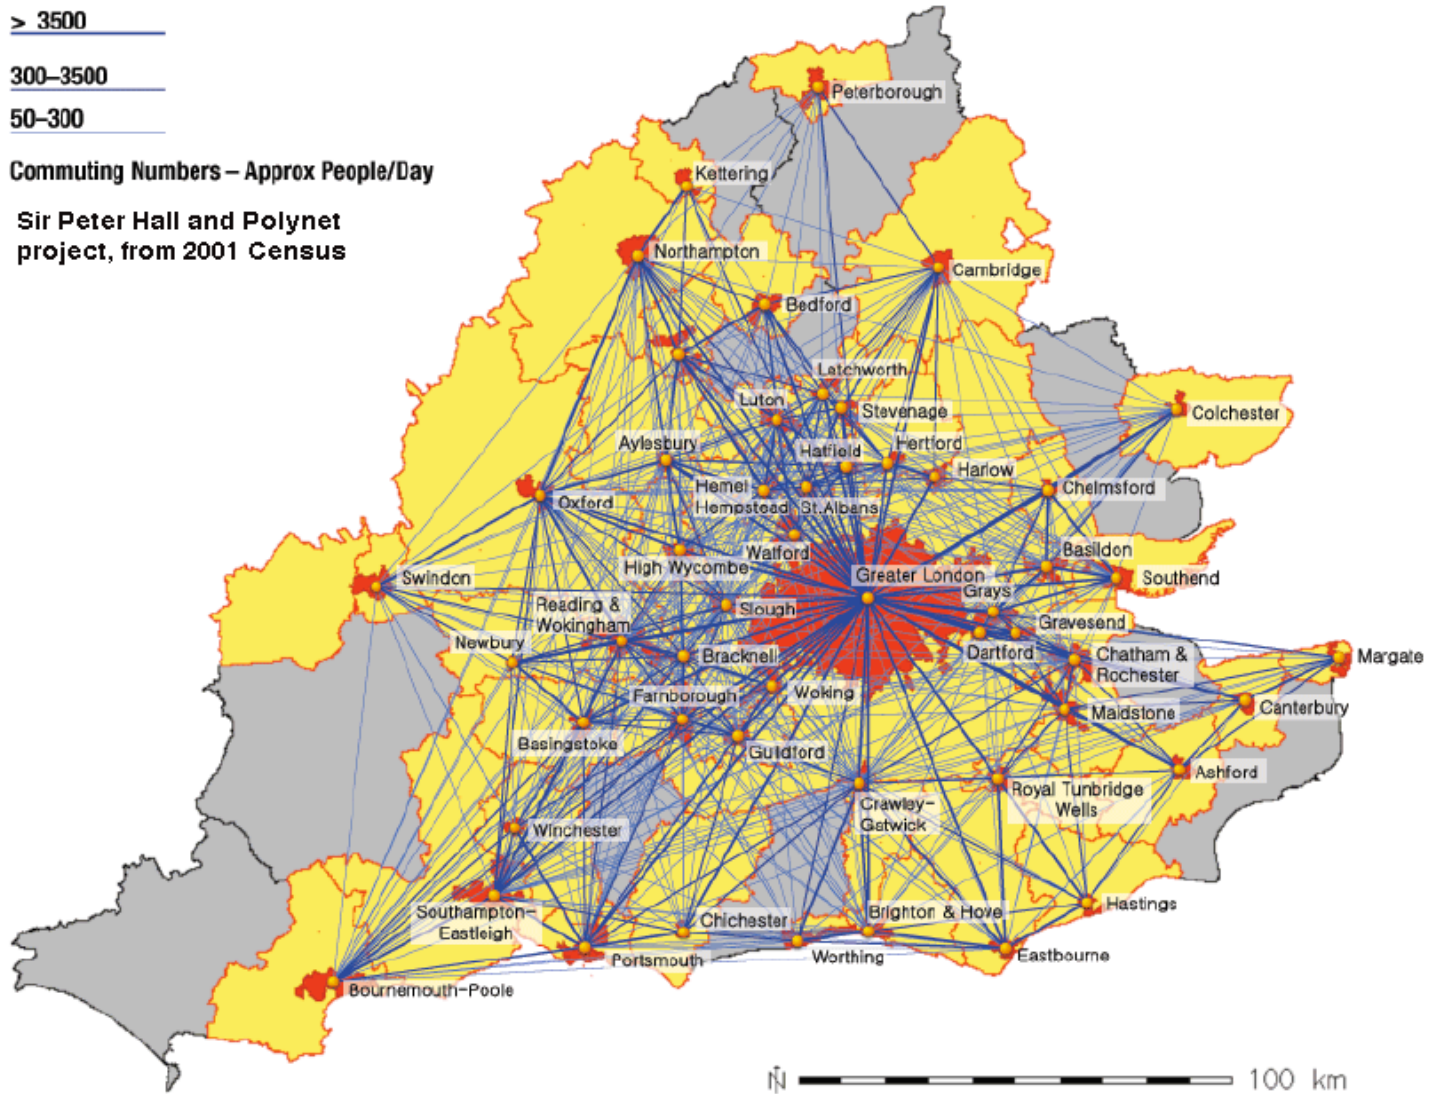 > 3500
300–3500
50–300
Commuting Numbers – Approx People/Day
Sir Peter Hall and Polynet
project, from 2001 Census
Peterborough
Kettering
Northampton
Cambridge
Bedford
Letchworth
Luton
Stevenage
Colchester
Aylesbury
Hatfield
Hertford
Harlow
Hemel
Hempstead
St.Albans
Chelmsford
Oxford
Watford
High Wycombe
Basildon
Southend
Swindon
Greater London
Grays
Reading &
Wokingham
Slough
Gravesend
Newbury
Bracknell
Dartford
Chatham &
Rochester
Margate
Farnborough
Woking
Maidstone
Canterbury
Basingstoke
Guildford
Ashford
Royal Tunbridge
Wells
Crawley–
Gatwick
Winchester
Southampton–
Eastleigh
Chichester
Brighton & Hove
Hastings
Portsmouth
Worthing
Eastbourne
Bournemouth–Poole
N
100 km